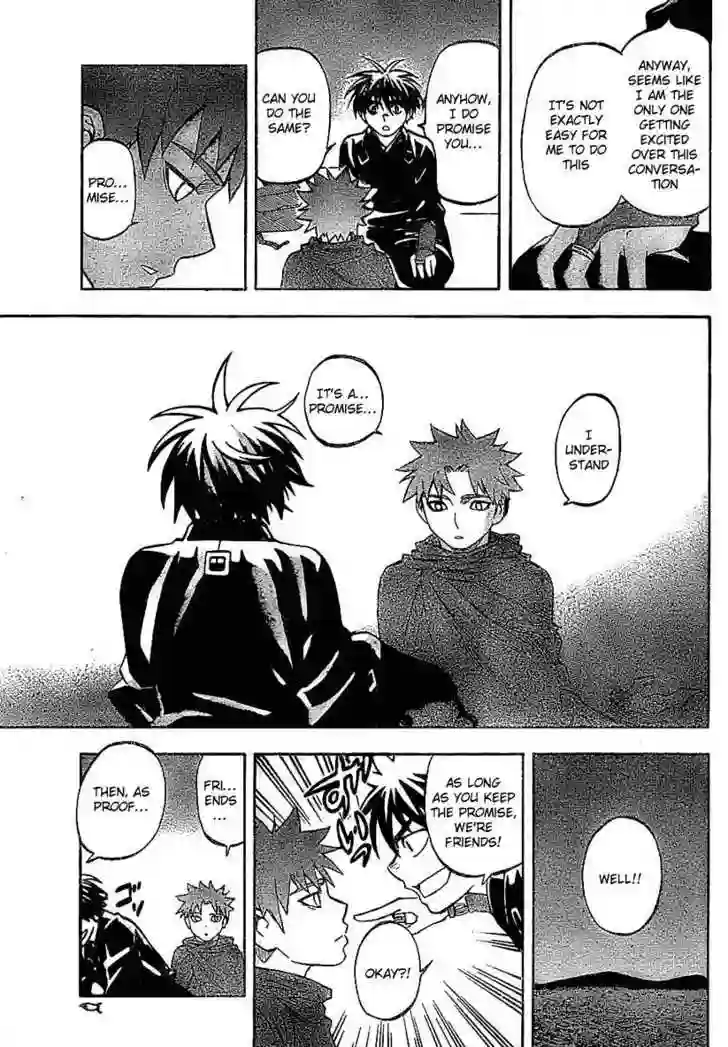 ANYWAY,
SEEMS LIKE
I AM THE
ONLY ONE
GETTING
EXCITED
OVER THIS
CONVERSA-
TION
IT'S NOT
EXACTLY
EASY FOR
ME TO DO
THIS
ANYHOW,
I DO
PROMISE
YOU...
CAN YOU
DO THE
SAME?
PRO...
MISE...
I
UNDER-
STAND
IT'S A...
PROMISE...
WELL!!
AS LONG
AS YOU KEEP
THE PROMISE,
WE'RE
FRIENDS!
OKAY?!
FRI...
ENDS
...
THEN, AS
PROOF...
ゴソ